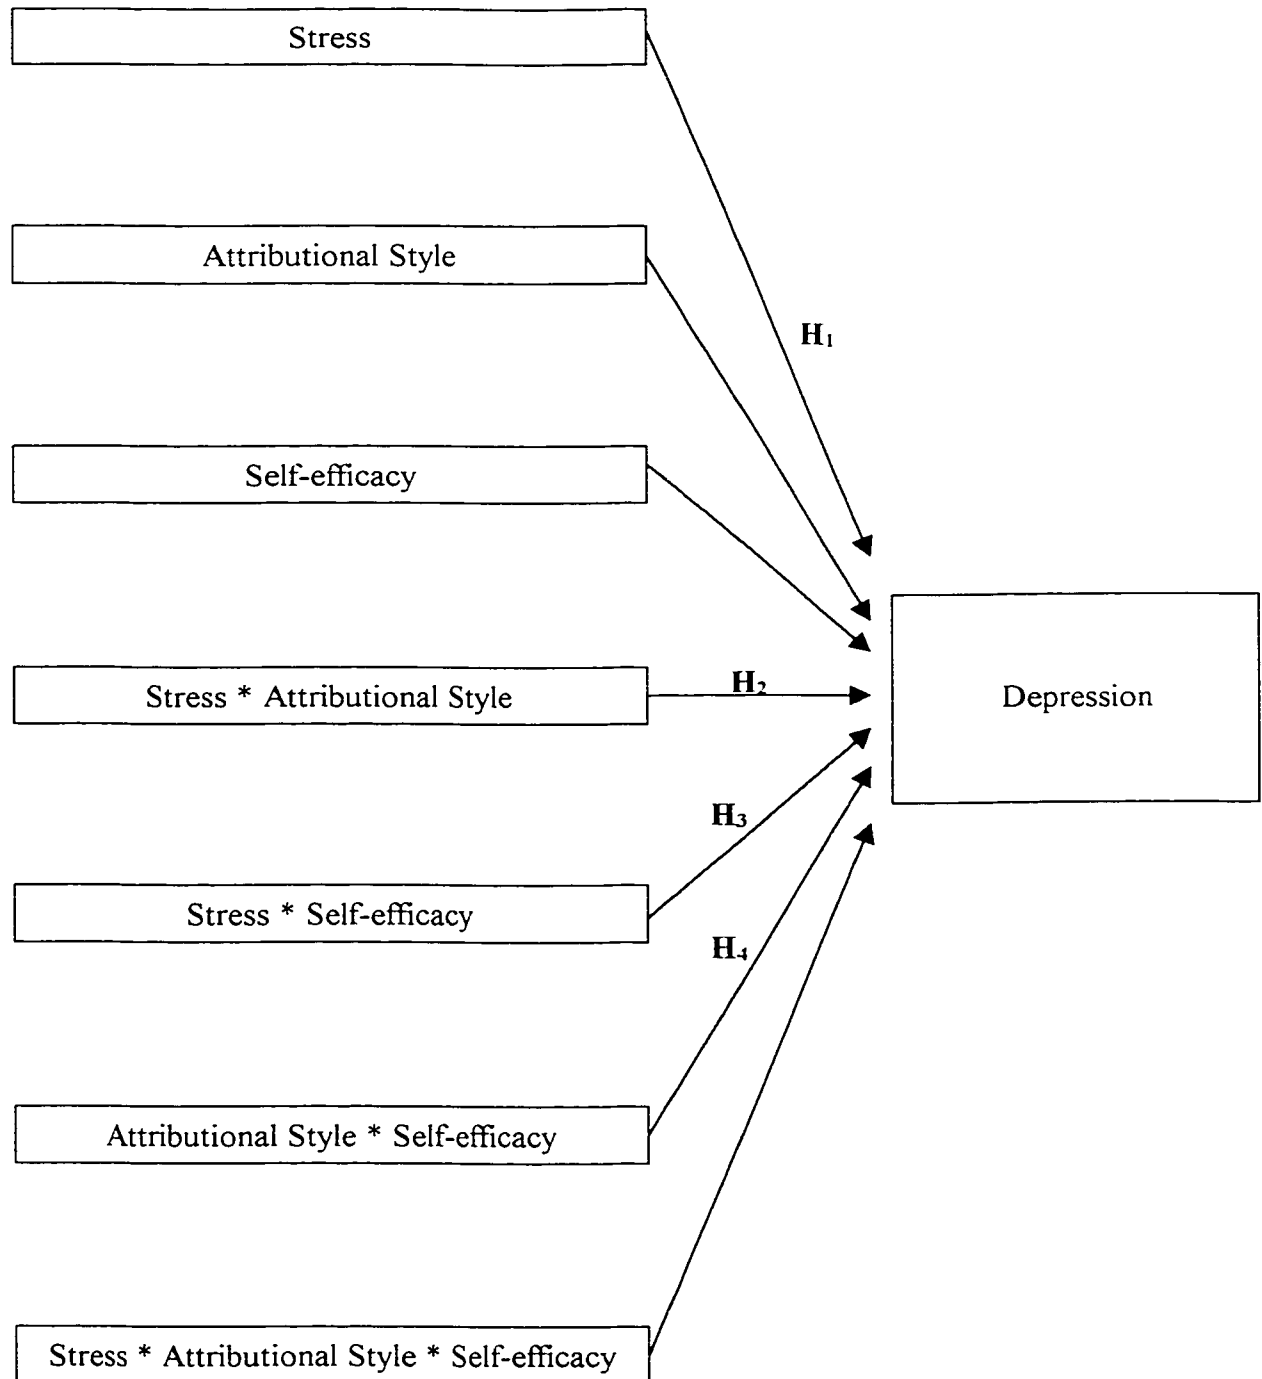 Stress
Attributional Style
H₁
Self-efficacy
Stress * Attributional Style
H₂
Depression
H₃
Stress * Self-efficacy
H₄
Attributional Style * Self-efficacy
Stress * Attributional Style * Self-efficacy